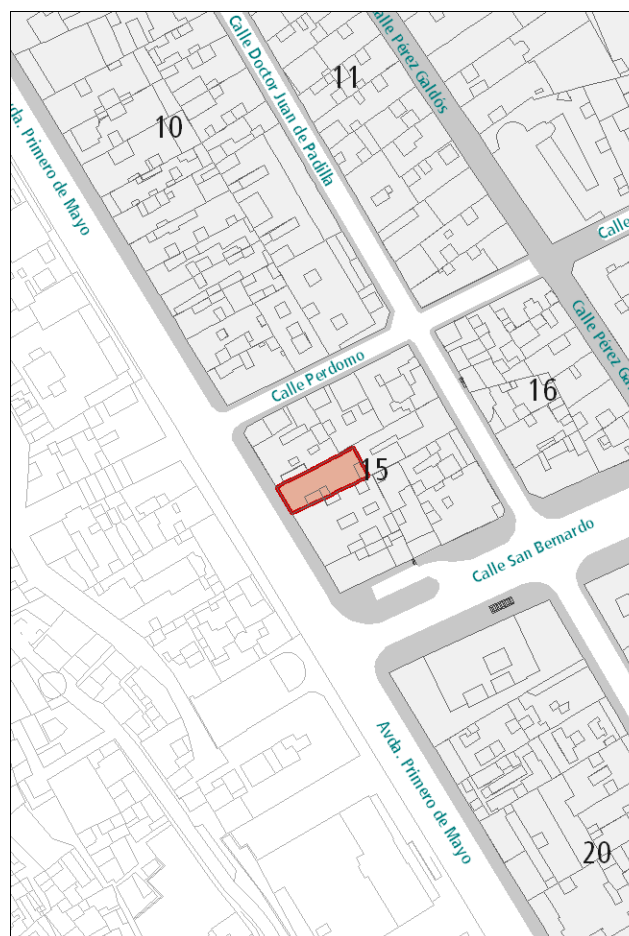 Calle Pérez Galdós
Calle Doctor Juan de Padilla
11
10
Avda. Primero de Mayo
Calle
Calle Pérez
Calle Perdomo
16
15
Calle San Bernardo
Avda. Primero de Mayo
20